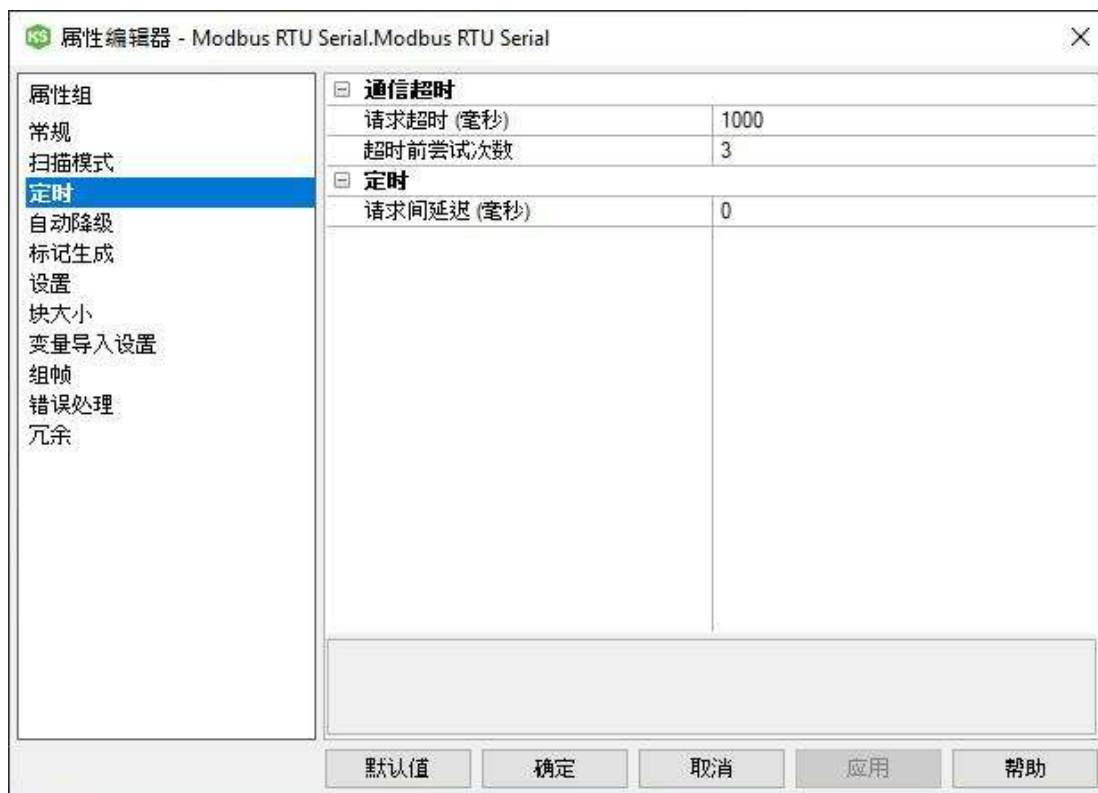 KS 属性编辑器 - Modbus RTU Serial.Modbus RTU Serial
属性组
常规
扫描模式
定时
自动降级
标记生成
设置
块大小
变量导入设置
组帧
错误处理
冗余
通信超时
请求超时 (毫秒) 1000
超时前尝试次数 3
定时
请求间延迟 (毫秒) 0
默认值 确定 取消 应用 帮助